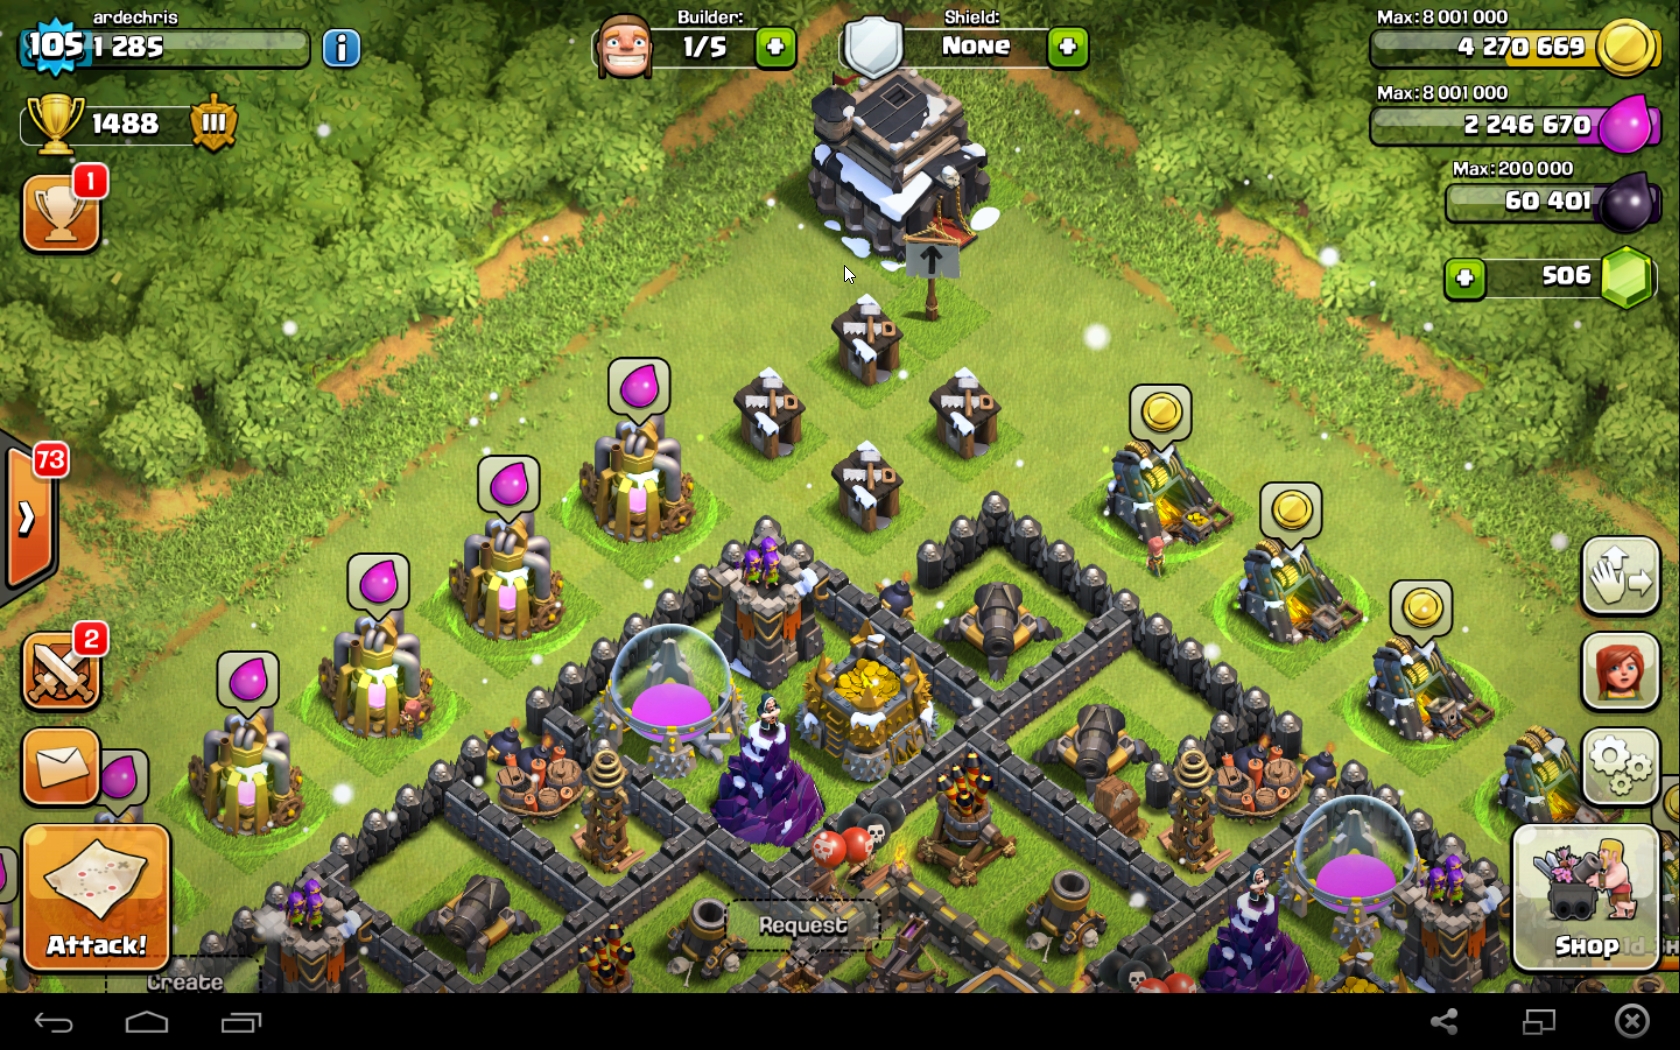 ardechris
105
1 285
i
Builder:
1/5
Shield:
None
Max: 8 001 000
4 270 669
Max: 8 001 000
2 246 670
Max: 200 000
60 401
506
1488
III
1
73
2
Attack!
Create
Request
Shop